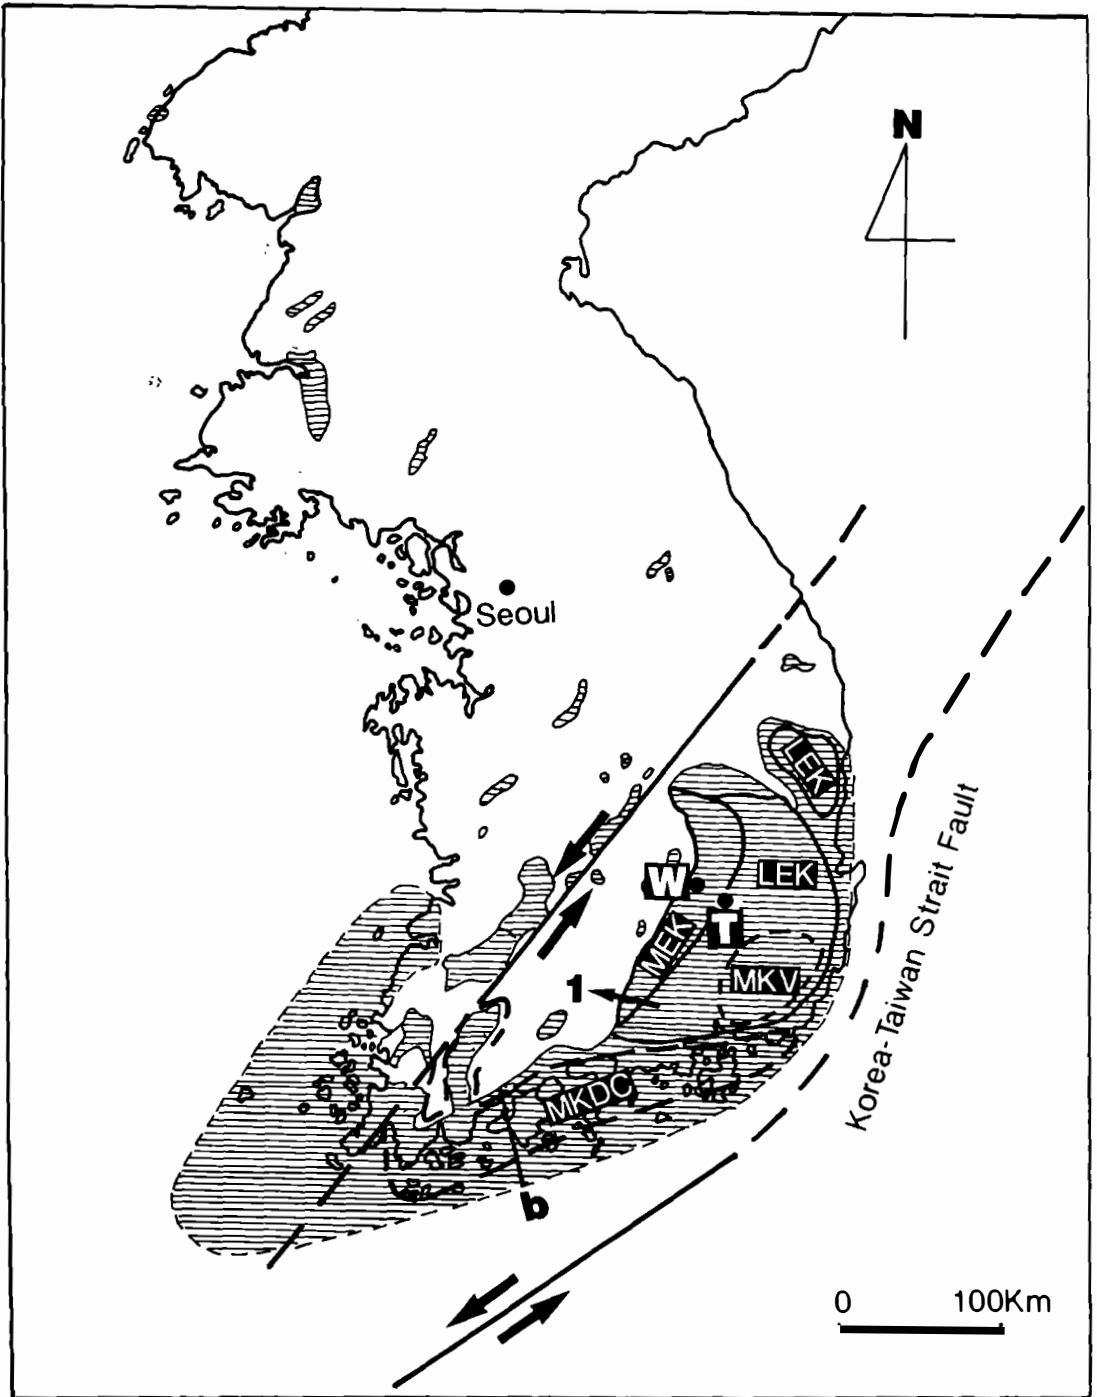 N
Seoul
LEK
W
LEK
T
MEK
MKV
1
MKDC
b
Korea-Taiwan Strait Fault
0 100Km